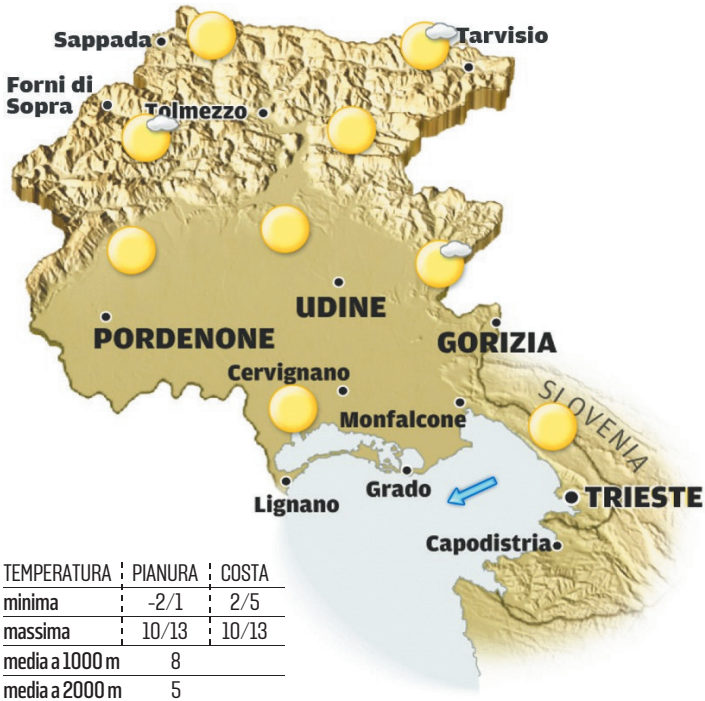 Sappada
Tarvisio
Forni di
Sopra
Tolmezzo
UDINE
PORDENONE
GORIZIA
Cervignano
SLOVENIA
Monfalcone
Grado
Lignano
TRIESTE
Capodistria
TEMPERATURA PIANURA COSTA
minima -2/1 2/5
massima 10/13 10/13
media a 1000 m 8
media a 2000 m 5